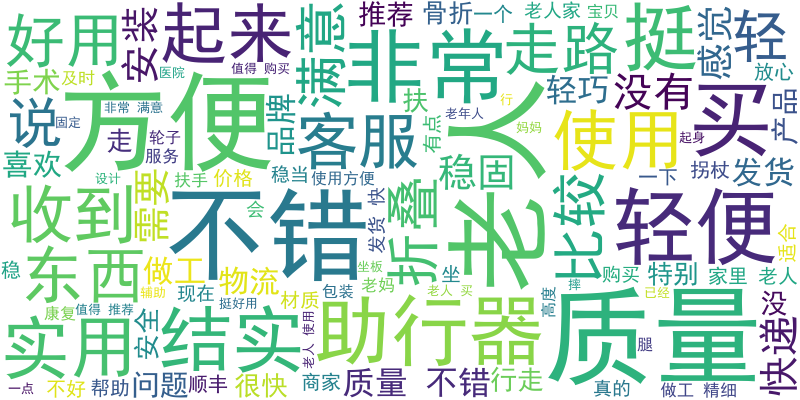 好用
安装
起来
满意
推荐
骨折
一个
老人家
宝贝
非常
走路
挺
感觉
轻
手术
及时
医院
值得 购买
方便
轻巧
没有
放心
说
固定
非常 满意
走
轮子
服务
品牌
客服
扶
有点
老年人
行
妈妈
使用
买
起身
产品
喜欢
设计
扶手
稳当
价格
使用方便
快
稳固
一下
拐杖
发货
收到
需要
会
不错
发货
折叠
老人
比较
轻便
适合
稳
东西
做工
物流
坐板
坐
购买
特别
家里
老人
康复
值得 推荐
辅助
现在
挺好用
材质
包装
老妈
老人 买
高度
摔
已经
没
实用
安全
结实
老人 使用
助行器
质量
腿
快递
一点
不好
帮助
问题
顺丰
很快
商家
质量 不错
行走
真的
做工 精细